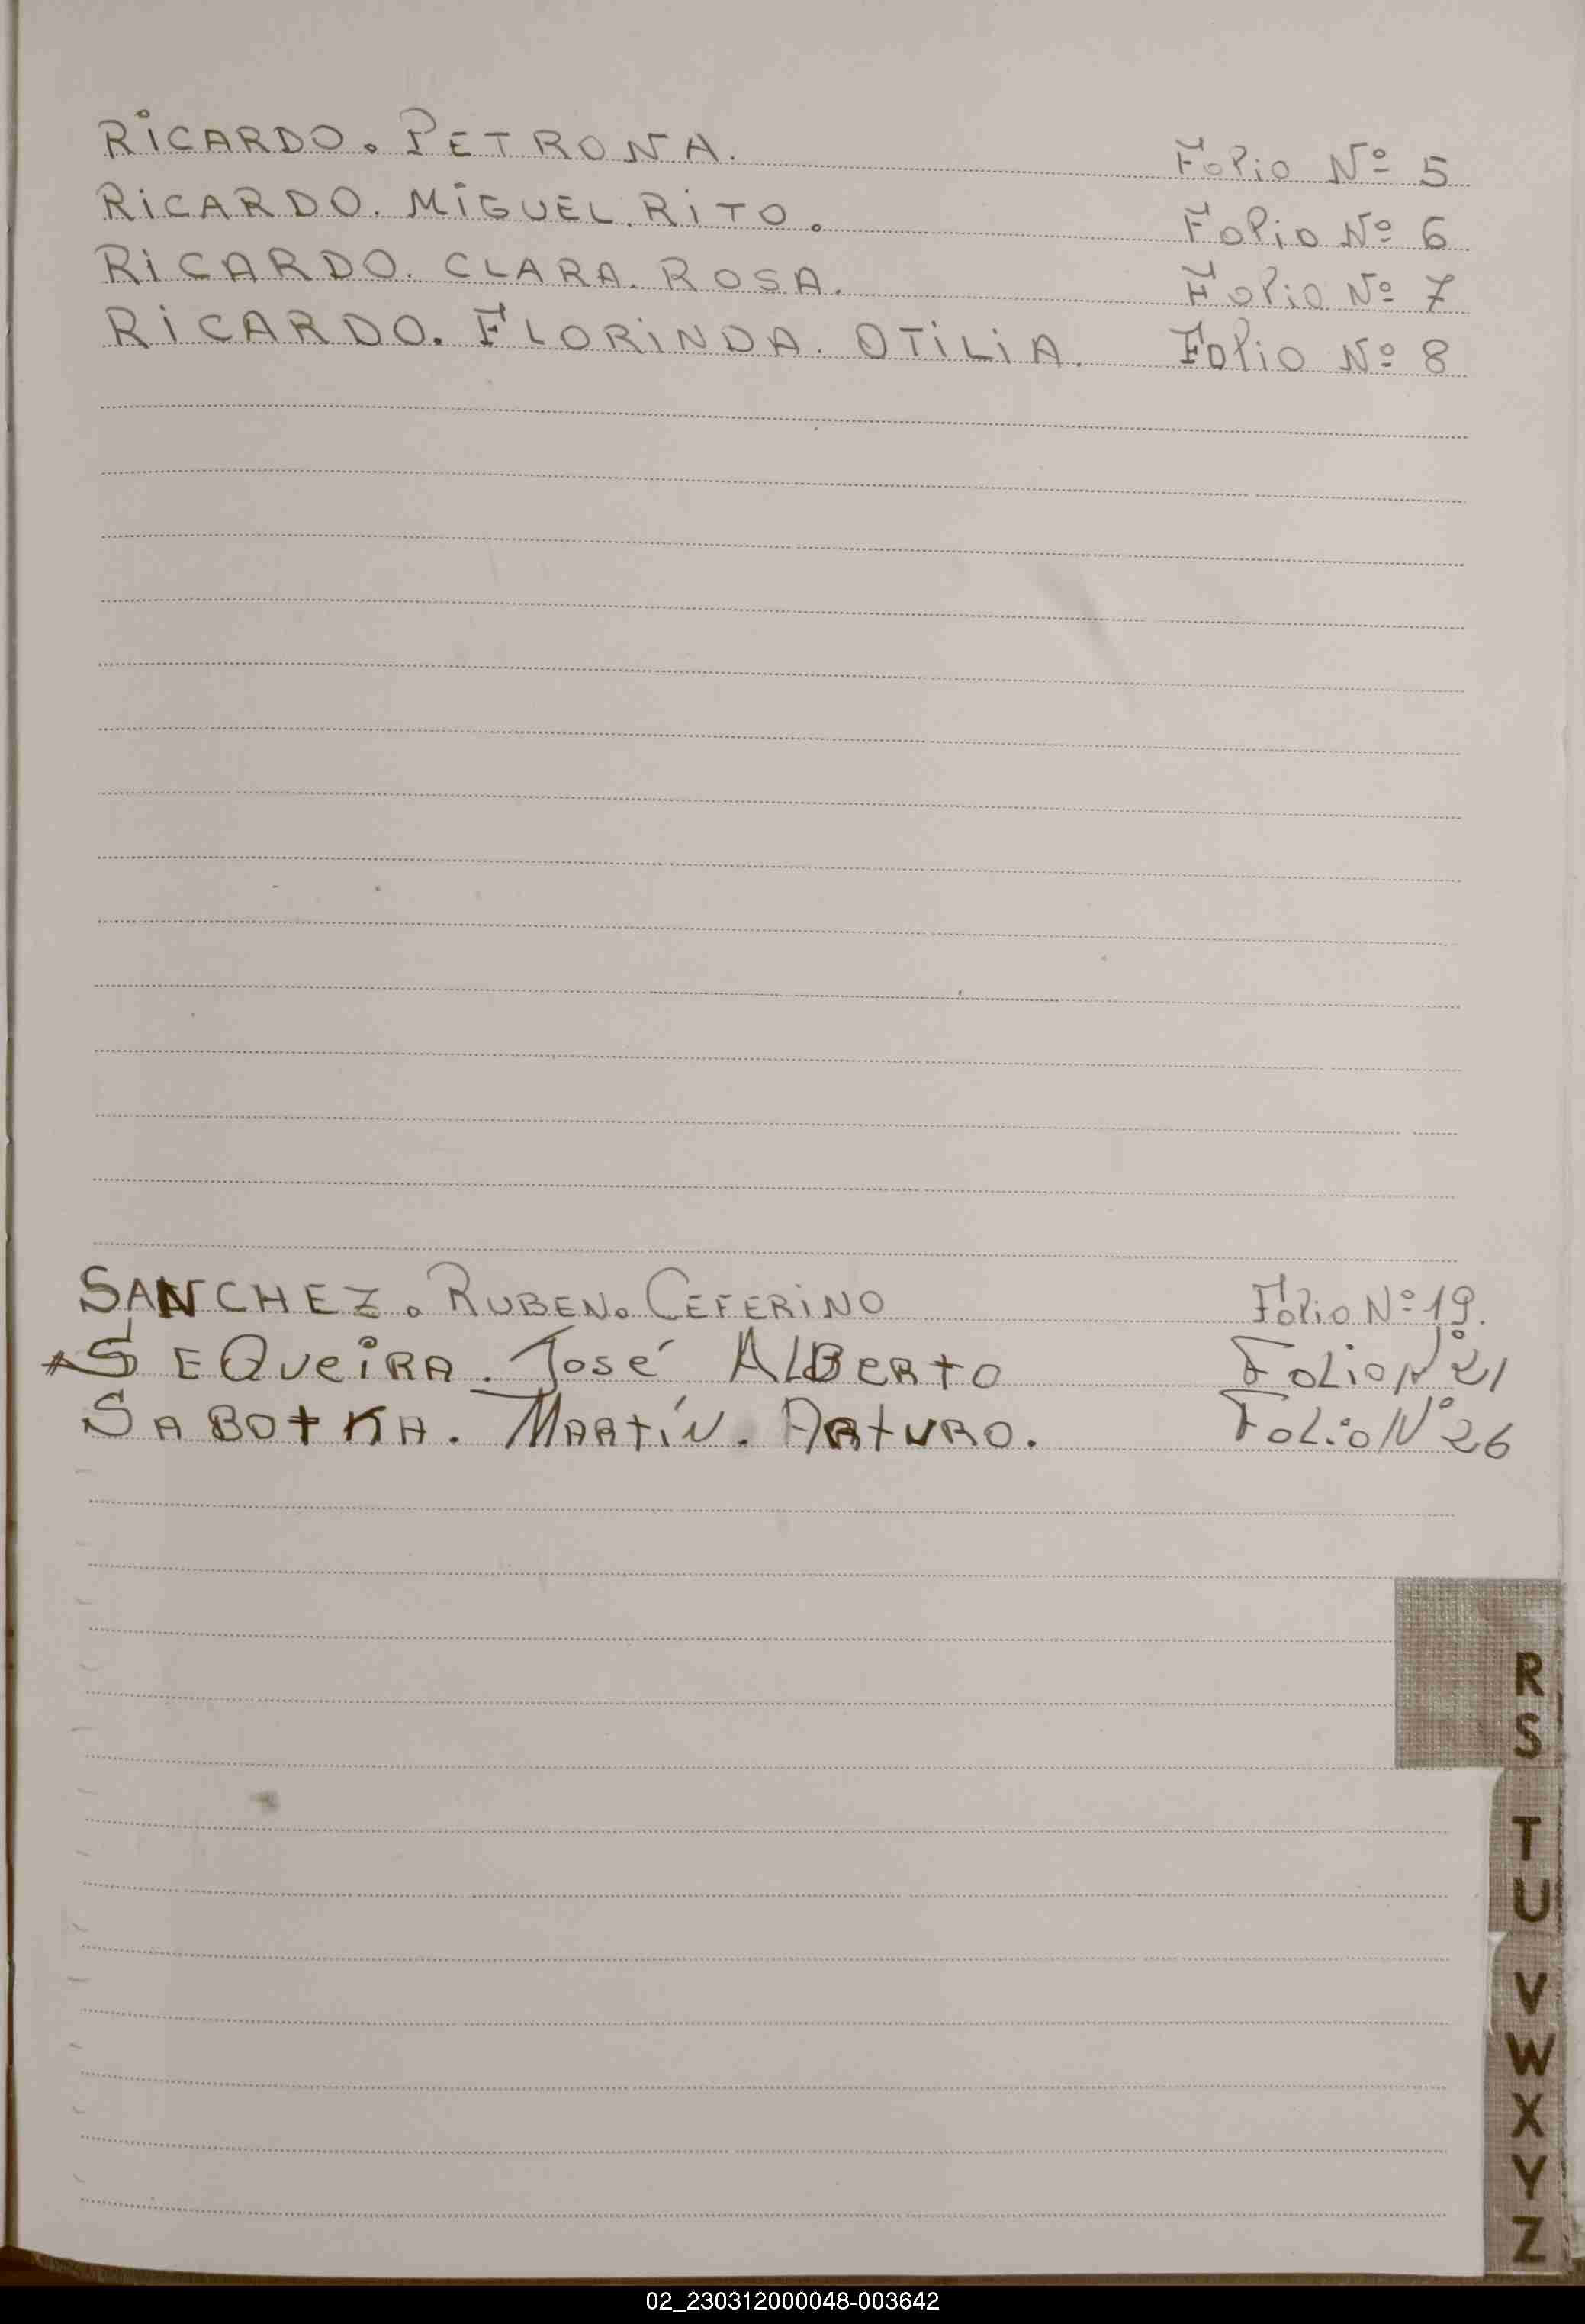 RICARDO. PETRONA. Folio Nº 5
RICARDO. MIGUEL. RITO. Folio Nº 6
RICARDO. CLARA. ROSA. Folio Nº 7
RICARDO. FLORINDA. OTILIA. Folio Nº 8
SANCHEZ. RUBEN. CEFERINO Folio Nº 19.
SEQUEIRA. José ALBERTO Folio Nº 21
SABOTKA. MARTÍN. ARTURO. Folio Nº 26
R
S
T
U
V
W
X
Y
Z
02_230312000048-003642